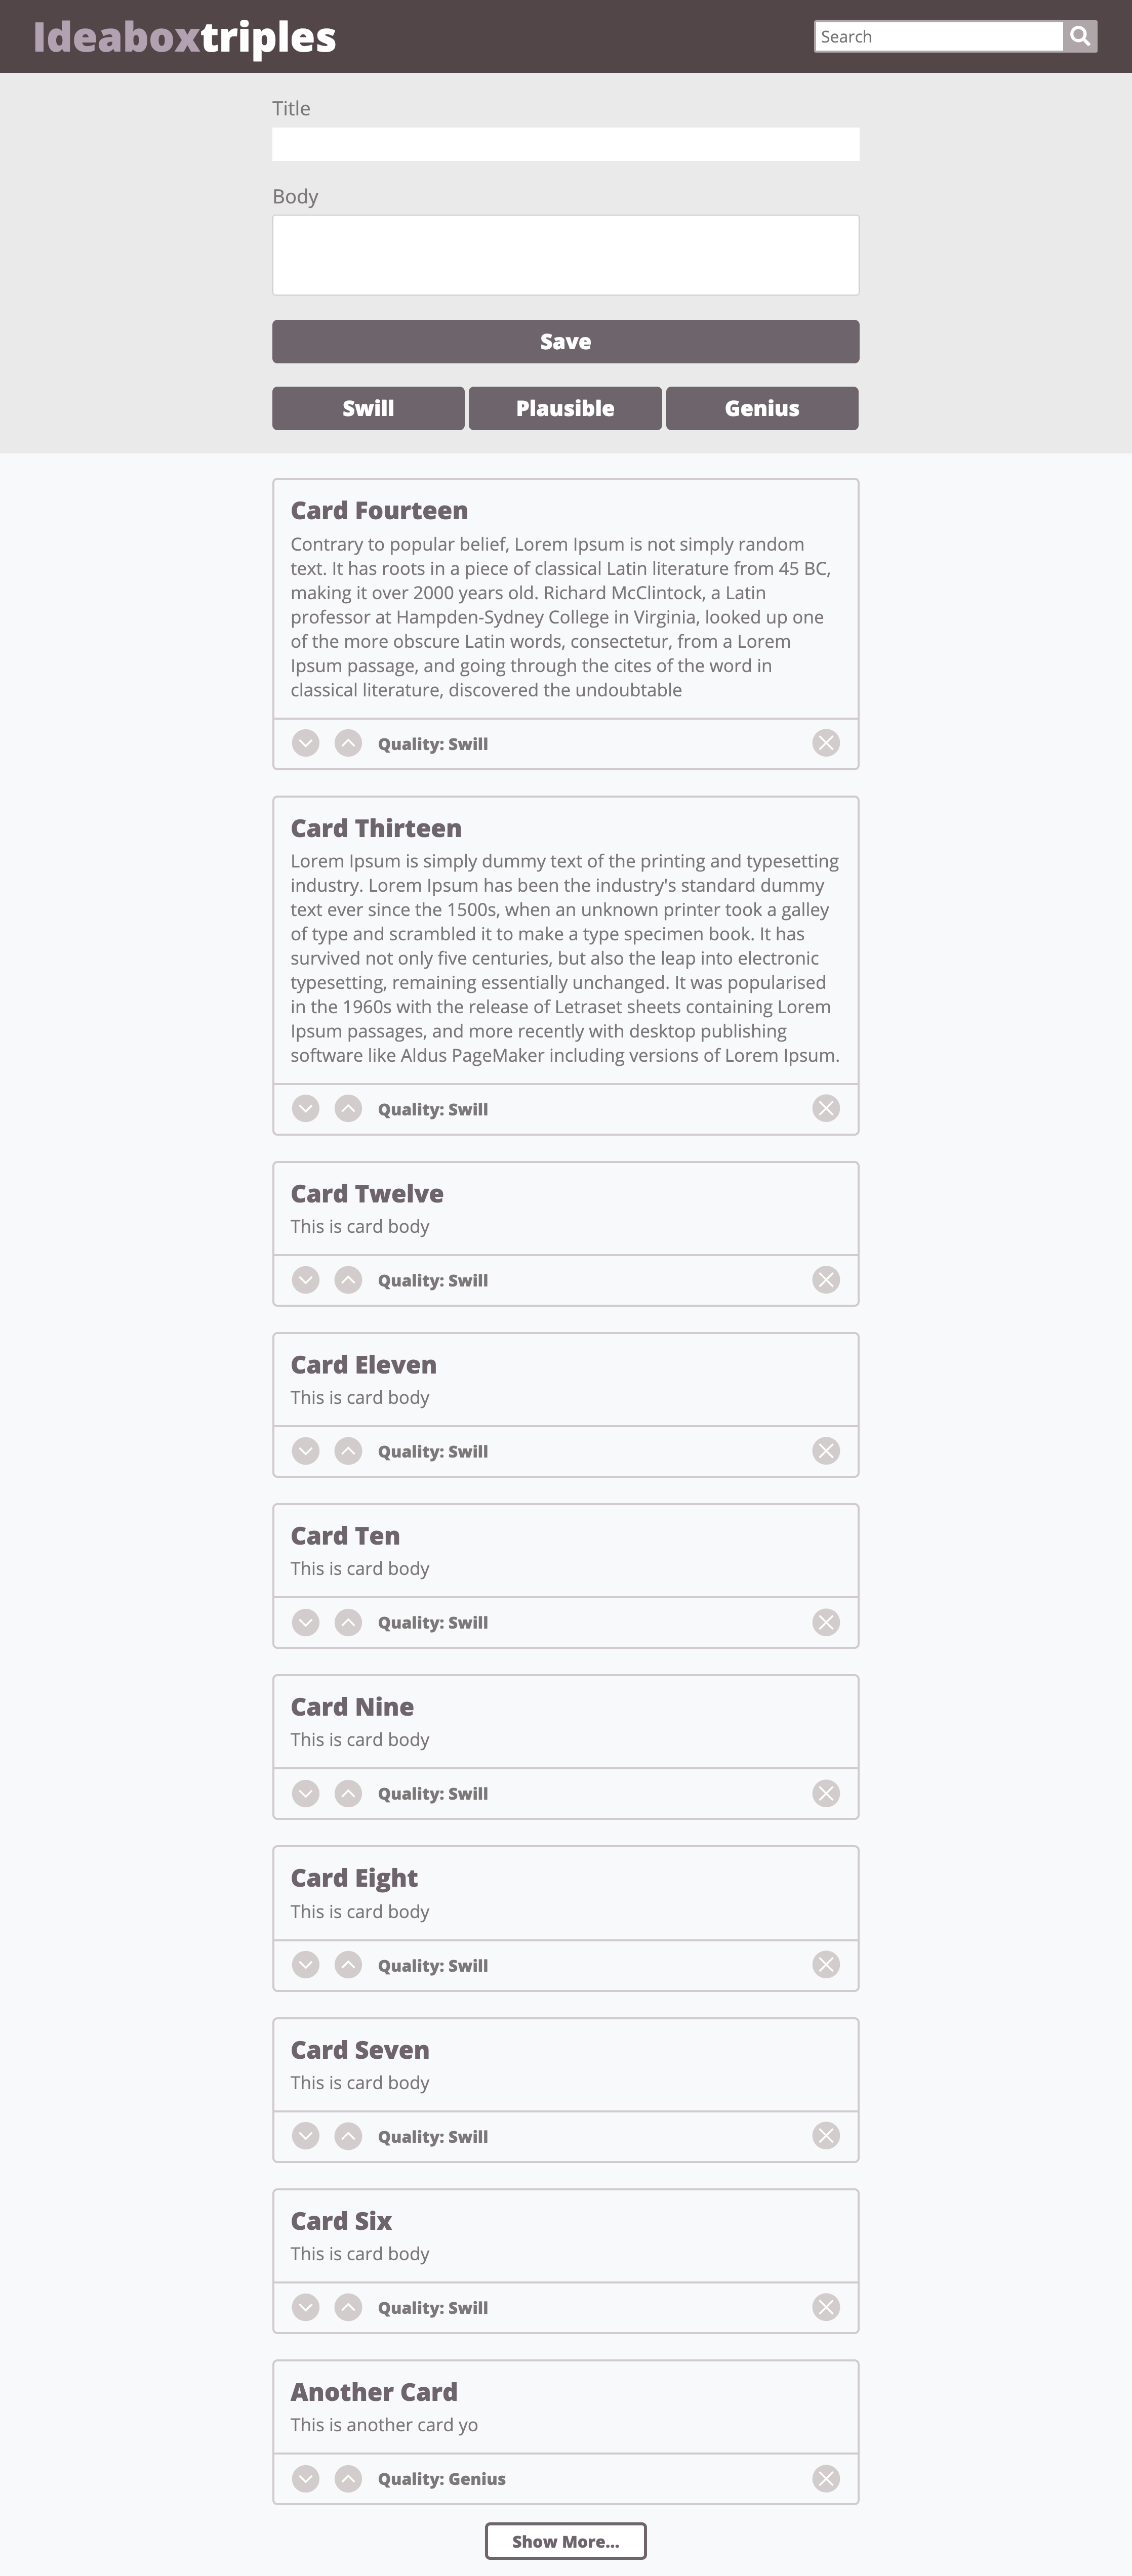 Ideaboxtriples
Search
Title
Body
Save
Swill Plausible Genius
Card Fourteen
Contrary to popular belief, Lorem Ipsum is not simply random
text. It has roots in a piece of classical Latin literature from 45 BC,
making it over 2000 years old. Richard McClintock, a Latin
professor at Hampden-Sydney College in Virginia, looked up one
of the more obscure Latin words, consectetur, from a Lorem
Ipsum passage, and going through the cites of the word in
classical literature, discovered the undoubtable
Quality: Swill
Card Thirteen
Lorem Ipsum is simply dummy text of the printing and typesetting
industry. Lorem Ipsum has been the industry's standard dummy
text ever since the 1500s, when an unknown printer took a galley
of type and scrambled it to make a type specimen book. It has
survived not only five centuries, but also the leap into electronic
typesetting, remaining essentially unchanged. It was popularised
in the 1960s with the release of Letraset sheets containing Lorem
Ipsum passages, and more recently with desktop publishing
software like Aldus PageMaker including versions of Lorem Ipsum.
Quality: Swill
Card Twelve
This is card body
Quality: Swill
Card Eleven
This is card body
Quality: Swill
Card Ten
This is card body
Quality: Swill
Card Nine
This is card body
Quality: Swill
Card Eight
This is card body
Quality: Swill
Card Seven
This is card body
Quality: Swill
Card Six
This is card body
Quality: Swill
Another Card
This is another card yo
Quality: Genius
Show More...